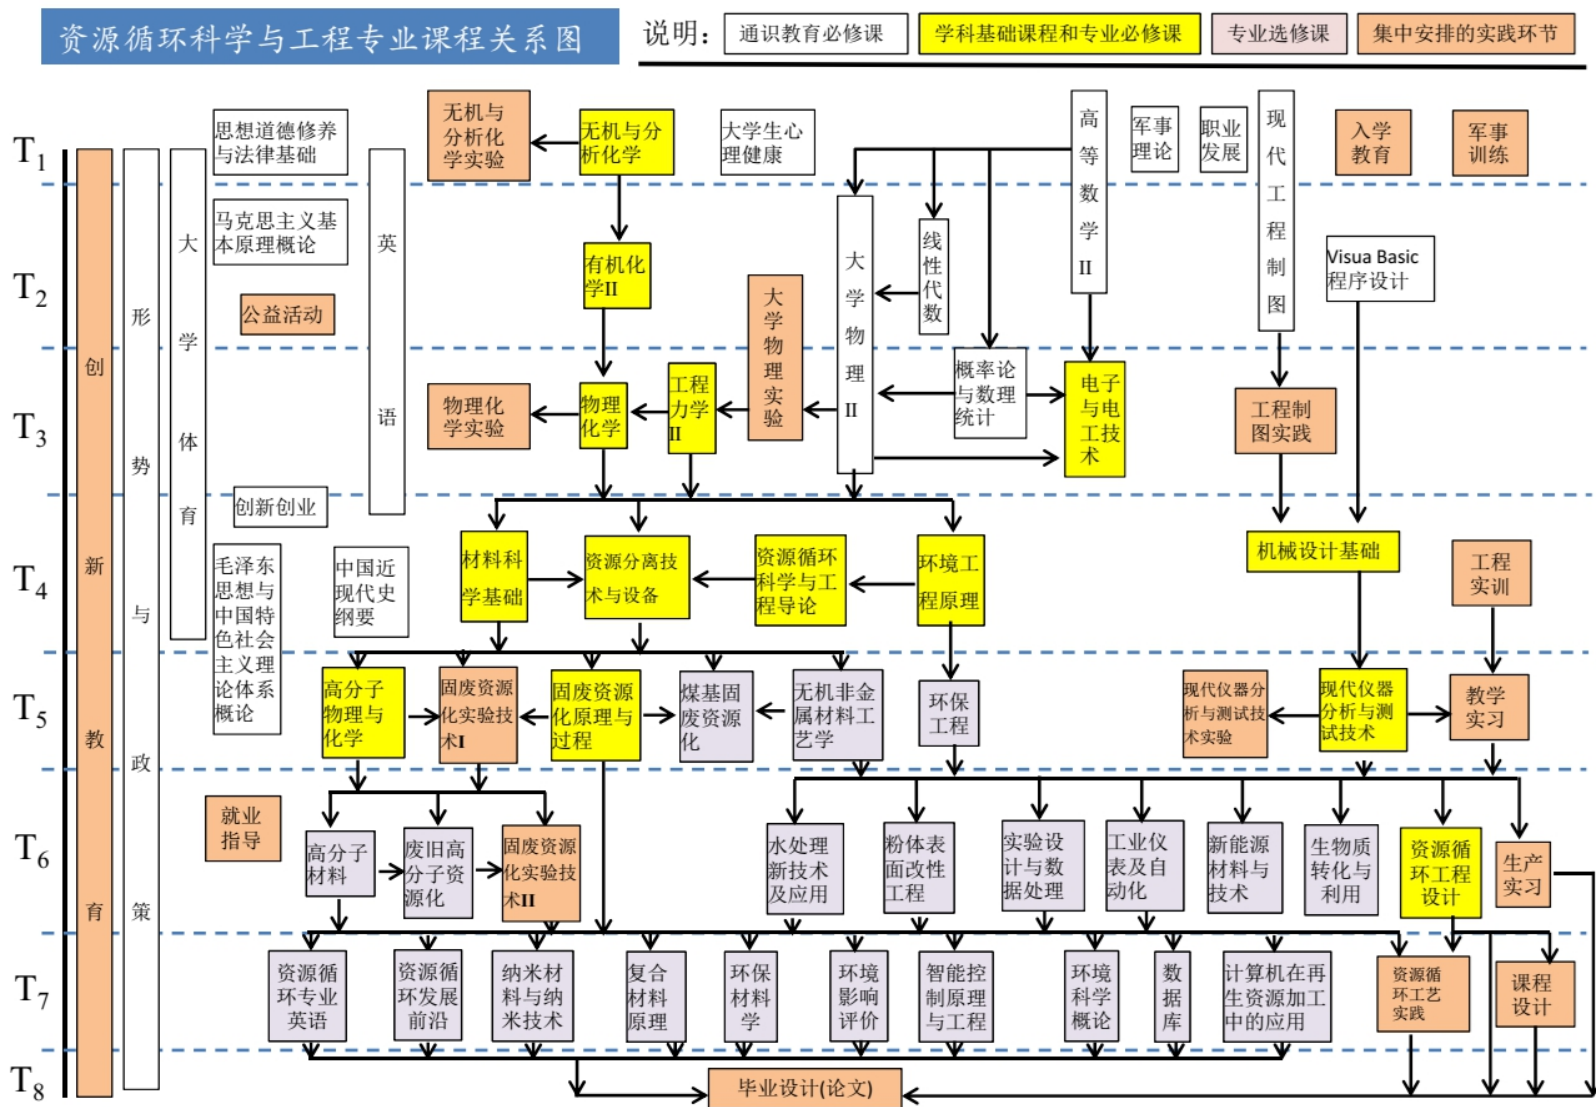 资源循环科学与工程专业课程关系图
说明：
通识教育必修课
学科基础课程和专业必修课
专业选修课
集中安排的实践环节
T1
思想道德修养
与法律基础
无机与
分析化
学实验
无机与分
析化学
大学生心
理健康
高等数学II
军事
理论
职业
发展
现代工程制图
入学
教育
军事
训练
创新教育
形势与政策
大学体育
英语
T2
马克思主义基
本原理概论
公益活动
有机化
学II
大学物理实验
大学物理II
线性代数
Visua Basic
程序设计
T3
物理化
学实验
物理
化学
工程
力学
II
概率论
与数理
统计
电子
与电
工技
术
工程制
图实践
创新创业
T4
毛泽东
思想与
中国特
色社会
主义理
论体系
概论
中国近
现代史
纲要
材料科
学基础
资源分离技
术与设备
资源循环
科学与工
程导论
环境工
程原理
机械设计基础
工程
实训
T5
高分子
物理与
化学
固废资源
化实验技
术I
固废资源
化原理与
过程
煤基固
废资源
化
无机非金
属材料工
艺学
环保
工程
现代仪器分
析与测试技
术实验
现代仪器
分析与测
试技术
教学
实习
T6
就业
指导
高分子
材料
废旧高
分子资
源化
固废资源
化实验技
术II
水处理
新技术
及应用
粉体表
面改性
工程
实验设
计与数
据处理
工业仪
表及自
动化
新能源
材料与
技术
生物质
转化与
利用
资源循
环工程
设计
生产
实习
T7
资源循
环专业
英语
资源循
环发展
前沿
纳米材
料与纳
米技术
复合
材料
原理
环保
材料
学
环境
影响
评价
智能控
制原理
与工程
环境
科学
概论
数据库
计算机在再
生资源加工
中的应用
资源循
环工艺
实践
课程
设计
T8
毕业设计(论文)